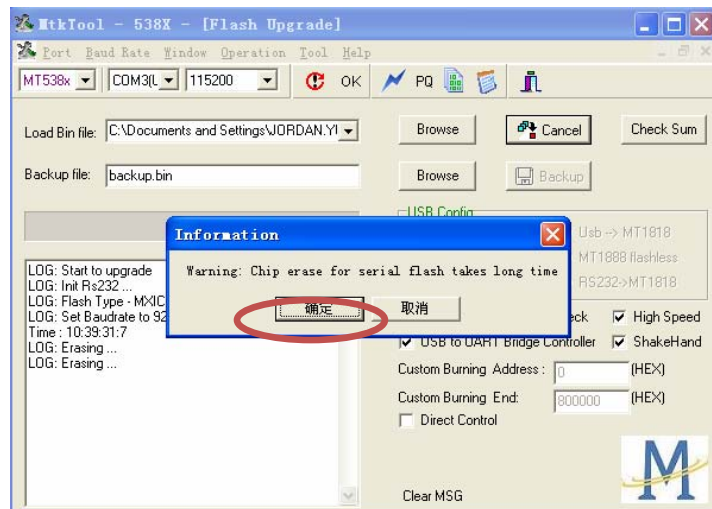 MtkTool - 538X - [Flash Upgrade]
Port Baud Rate Window Operation Tool Help
MT538x COM3(L 115200 OK PQ
Load Bin file: C:\Documents and Settings\JORDAN.YI Browse Cancel Check Sum
Backup file: backup.bin Browse Backup
USB Config
Information
Usb -> MT1818
Warning: Chip erase for serial flash takes long time
MT1888 flashless
RS232->MT1818
确定 取消
LOG: Start to upgrade
LOG: Init Rs232 ...
LOG: Flash Type - MXIC
LOG: Set Baudrate to 92
Time : 10:39:31:7
LOG: Erasing ...
LOG: Erasing ...
High Speed
USB to UART Bridge Controller ShakeHand
Custom Burning Address : 0 (HEX)
Custom Burning End: 800000 (HEX)
Direct Control
Clear MSG
M